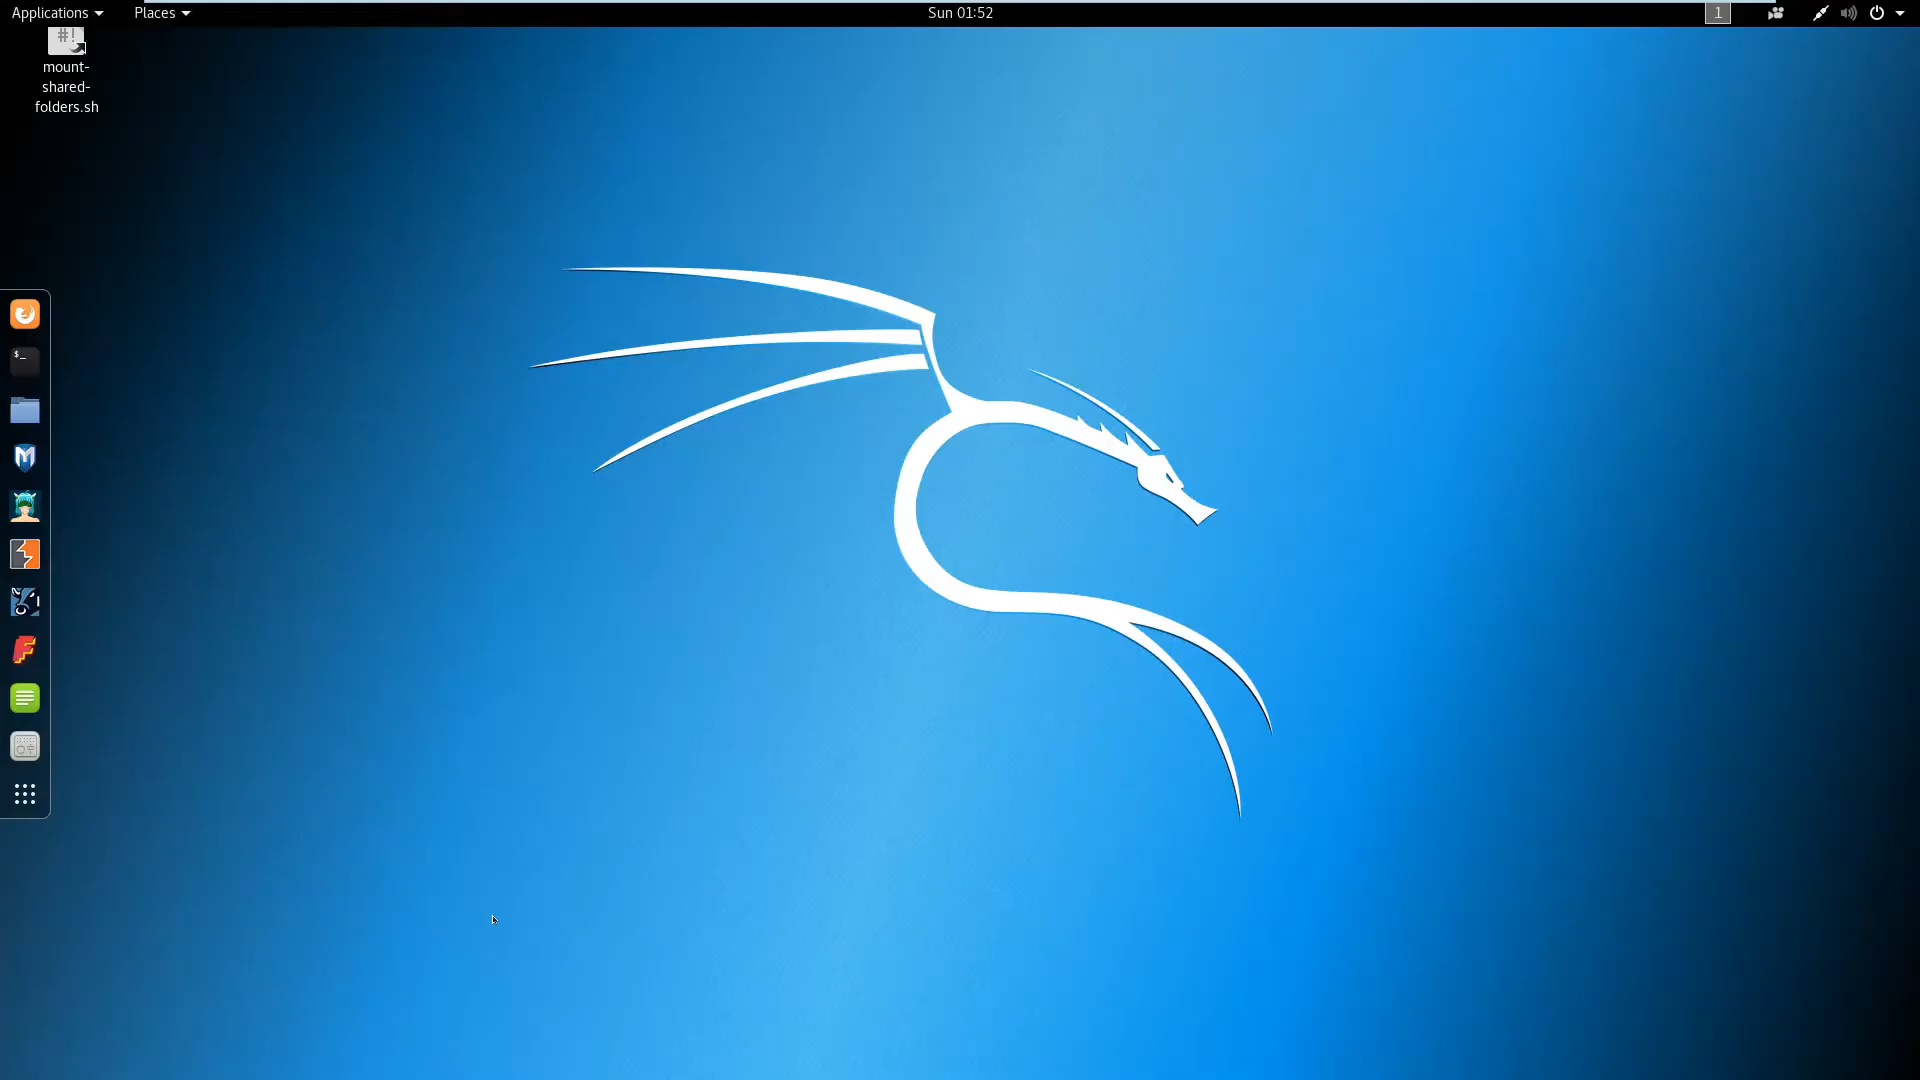 Applications Places Sun 01:52 1
#!
mount-
shared-
folders.sh
$_